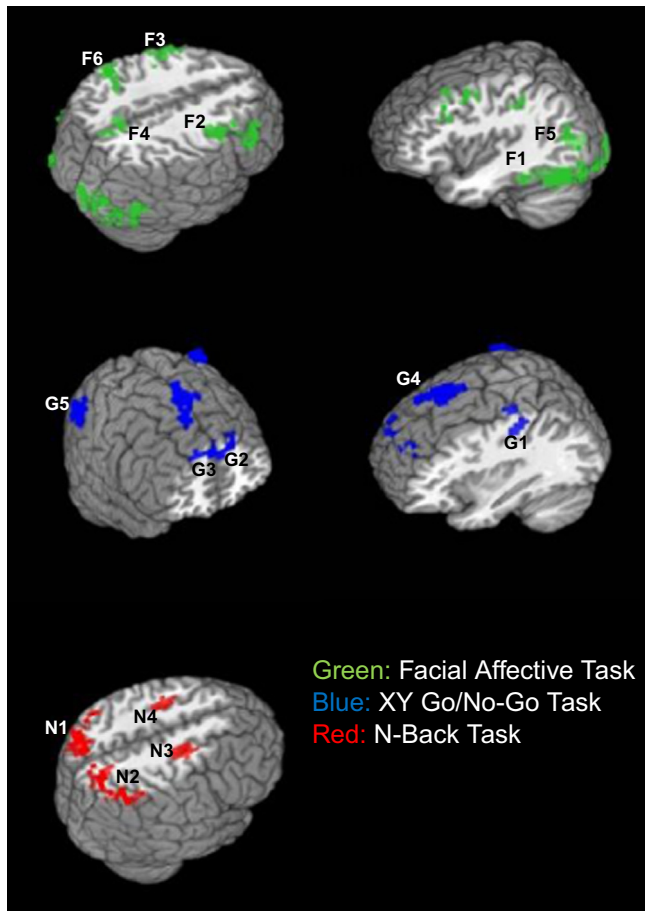 F3
F6
F2
F4
F5
F1
G5
G4
G3
G2
G1
N1
N4
N3
N2
Green: Facial Affective Task
Blue: XY Go/No-Go Task
Red: N-Back Task